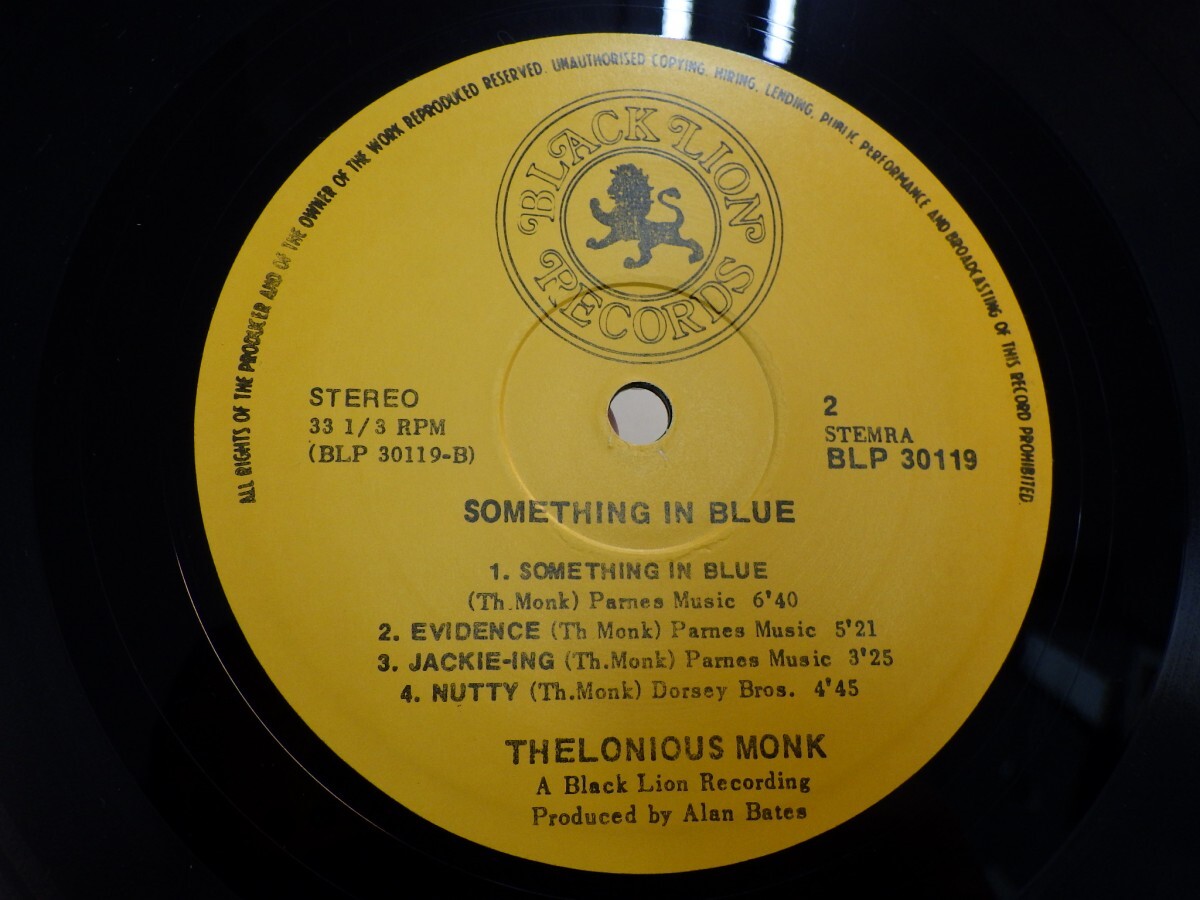 ALL RIGHTS OF THE PRODUCER AND OF THE OWNER OF THE WORK REPRODUCED RESERVED. UNAUTHORISED COPYING, HIRING, LENDING, PUBLIC PERFORMANCE AND BROADCASTING OF THIS RECORD PROHIBITED.
BLACK LION
RECORDS
STEREO
33 1/3 RPM
(BLP 30119-B)
2
STEMRA
BLP 30119
SOMETHING IN BLUE
1. SOMETHING IN BLUE
(Th.Monk) Parnes Music 6'40
2. EVIDENCE (Th Monk) Parnes Music 5'21
3. JACKIE-ING (Th.Monk) Parnes Music 3'25
4. NUTTY (Th.Monk) Dorsey Bros. 4'45
THELONIOUS MONK
A Black Lion Recording
Produced by Alan Bates